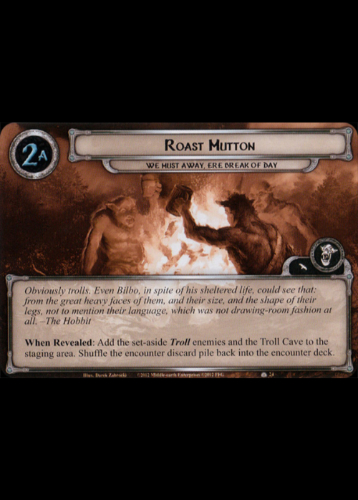 2A
ROAST MUTTON
WE MUST AWAY, ERE BREAK OF DAY
Obviously trolls. Even Bilbo, in spite of his sheltered life, could see that:
from the great heavy faces of them, and their size, and the shape of their
legs, not to mention their language, which was not drawing-room fashion at
all. –The Hobbit
When Revealed: Add the set-aside Troll enemies and the Troll Cave to the
staging area. Shuffle the encounter discard pile back into the encounter deck.